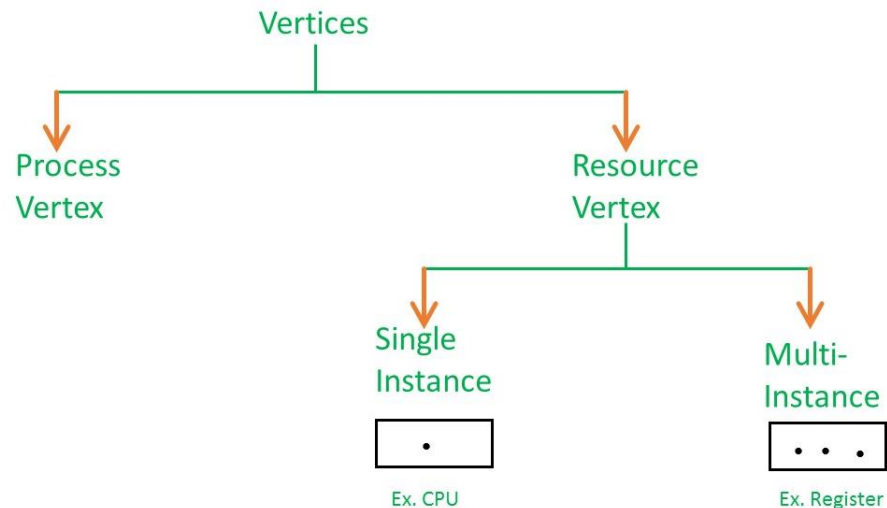 Vertices
Process
Vertex
Resource
Vertex
Single
Instance
Multi-
Instance
Ex. CPU
Ex. Register